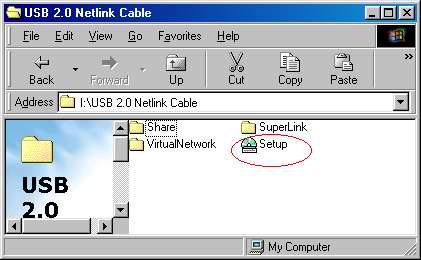 USB 2.0 Netlink Cable
File Edit View Go Favorites Help
Back Forward Up Cut Copy Paste »
Address I:\USB 2.0 Netlink Cable
Share SuperLink
VirtualNetwork Setup
USB
2.0
My Computer